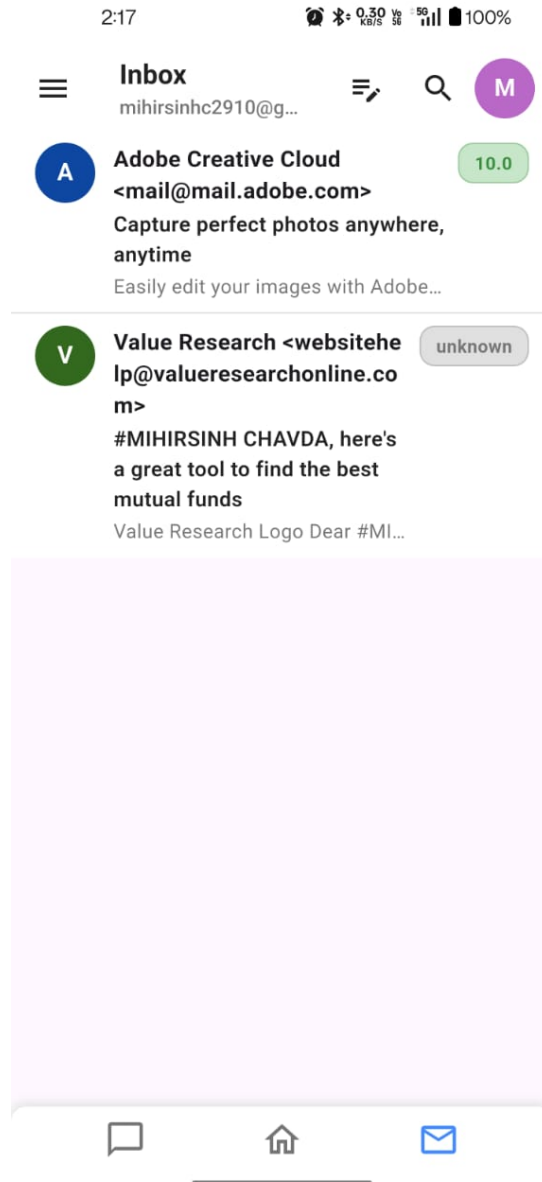 2:17
0.30 KB/S Vo 5G 5G 100%
Inbox
mihirsinhc2910@g...
M
A
Adobe Creative Cloud
<mail@mail.adobe.com>
10.0
Capture perfect photos anywhere,
anytime
Easily edit your images with Adobe...
V
Value Research <websitehe
lp@valueresearchonline.co
m>
unknown
#MIHIRSINH CHAVDA, here's
a great tool to find the best
mutual funds
Value Research Logo Dear #MI...